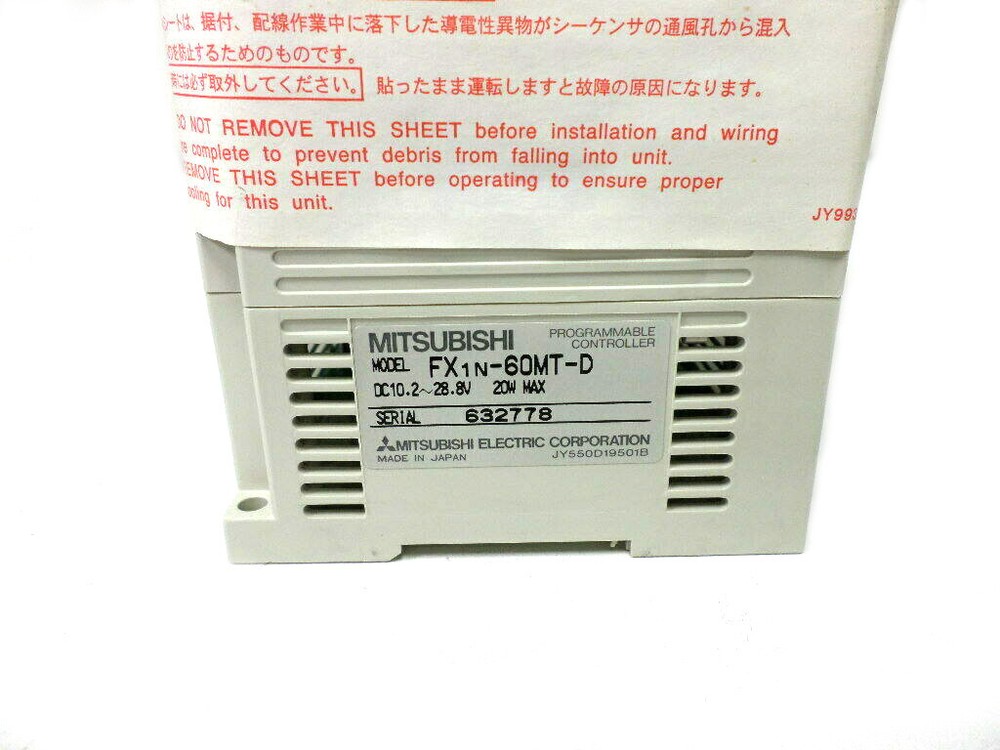 シートは、据付、配線作業中に落下した導電性異物がシーケンサの通風孔から混入
を防止するためのものです。
には必ず取外してください。 貼ったまま運転しますと故障の原因になります。
DO NOT REMOVE THIS SHEET before installation and wiring
complete to prevent debris from falling into unit.
REMOVE THIS SHEET before operating to ensure proper
for this unit.
JY993
MITSUBISHI PROGRAMMABLE CONTROLLER
MODEL FX1N-60MT-D
DC10.2~28.8V 20W MAX
SERIAL 632778
MITSUBISHI ELECTRIC CORPORATION
MADE IN JAPAN JY550D19501B